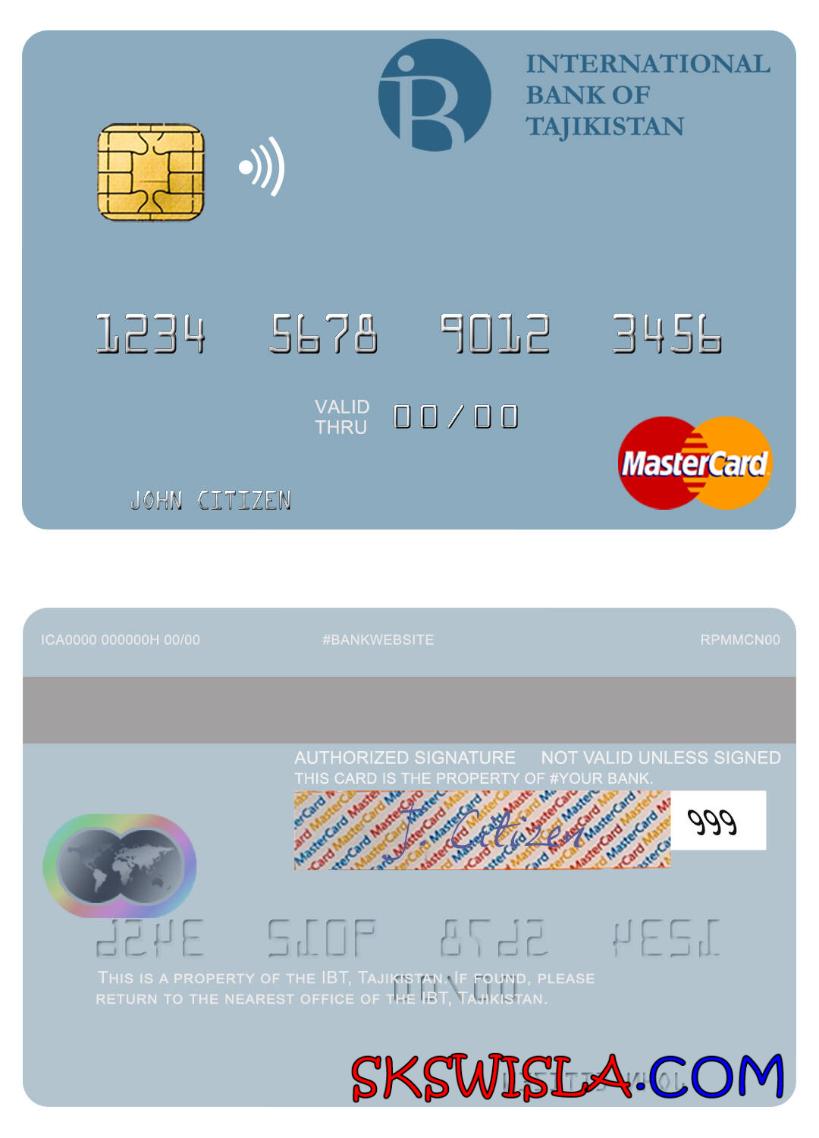 INTERNATIONAL
BANK OF
TAJIKISTAN
1234 5678 9012 3456
VALID
THRU 00/00
MasterCard
JOHN CITIZEN
ICA0000 000000H 00/00 #BANKWEBSITE RPMMCN00
AUTHORIZED SIGNATURE NOT VALID UNLESS SIGNED
THIS CARD IS THE PROPERTY OF #YOUR BANK.
J. Citizen 999
THIS IS A PROPERTY OF THE IBT, TAJIKISTAN. IF FOUND, PLEASE
RETURN TO THE NEAREST OFFICE OF THE IBT, TAJIKISTAN.
SKSWISLA.COM